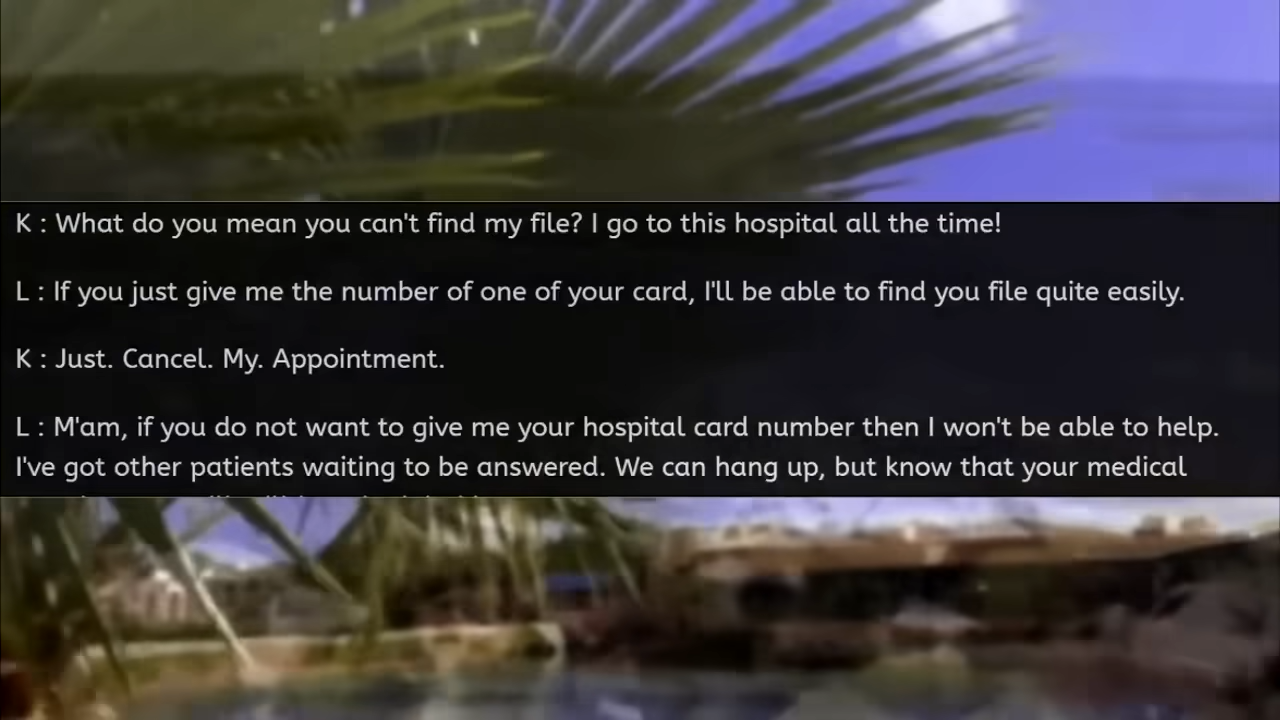 K : What do you mean you can't find my file? I go to this hospital all the time!
L : If you just give me the number of one of your card, I'll be able to find you file quite easily.
K : Just. Cancel. My. Appointment.
L : M'am, if you do not want to give me your hospital card number then I won't be able to help.
I've got other patients waiting to be answered. We can hang up, but know that your medical